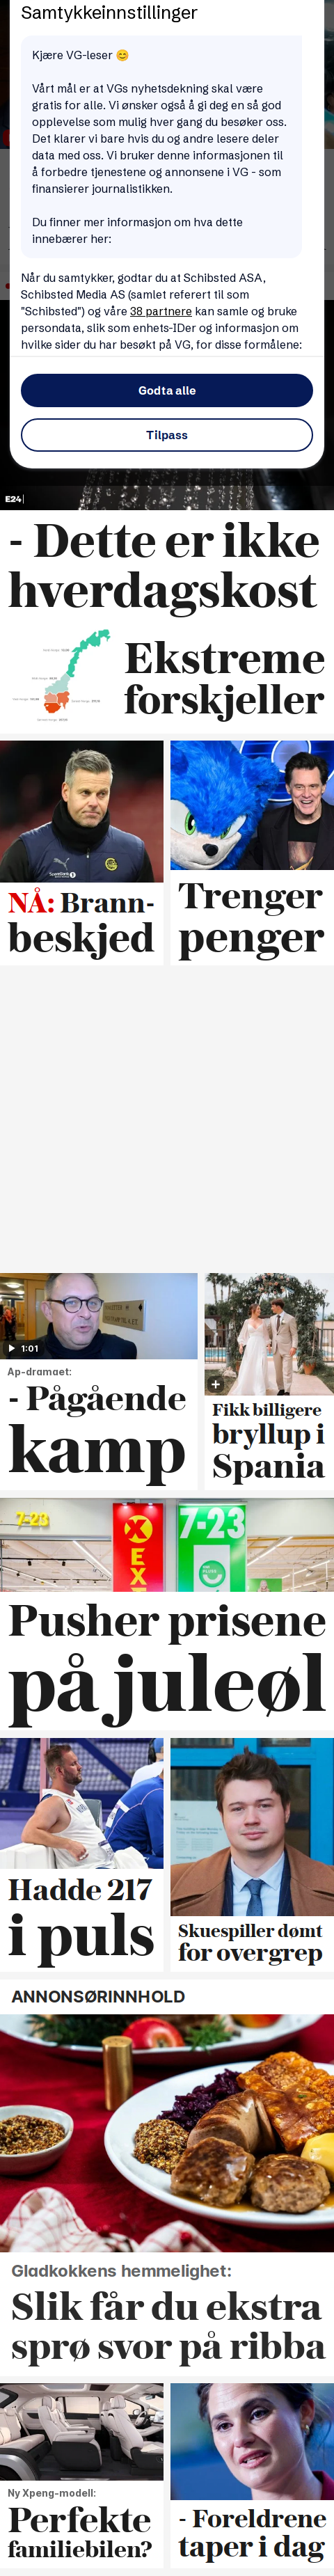 Samtykkeinnstillinger
Kjære VG-leser 😊
Vårt mål er at VGs nyhetsdekning skal være
gratis for alle. Vi ønsker også å gi deg en så god
opplevelse som mulig hver gang du besøker oss.
Det klarer vi bare hvis du og andre lesere deler
data med oss. Vi bruker denne informasjonen til
å forbedre tjenestene og annonsene i VG - som
finansierer journalistikken.
Du finner mer informasjon om hva dette
innebærer her:
Når du samtykker, godtar du at Schibsted ASA,
Schibsted Media AS (samlet referert til som
"Schibsted") og våre 38 partnere kan samle og bruke
persondata, slik som enhets-IDer og informasjon om
hvilke sider du har besøkt på VG, for disse formålene:
Godta alle
Tilpass
E24
- Dette er ikke
hverdagskost
Ekstreme
forskjeller
NÅ: Brann-
beskjed
Trenger
penger
1:01
Ap-dramaet:
- Pågående
kamp
Fikk billigere
bryllup i
Spania
7-23
EX
7-23
Pusher prisene
på juleøl
Hadde 217
i puls
Skuespiller dømt
for overgrep
ANNONSØRINNHOLD
Gladkokkens hemmelighet:
Slik får du ekstra
sprø svor på ribba
Ny Xpeng-modell:
Perfekte
familiebilen?
- Foreldrene
taper i dag